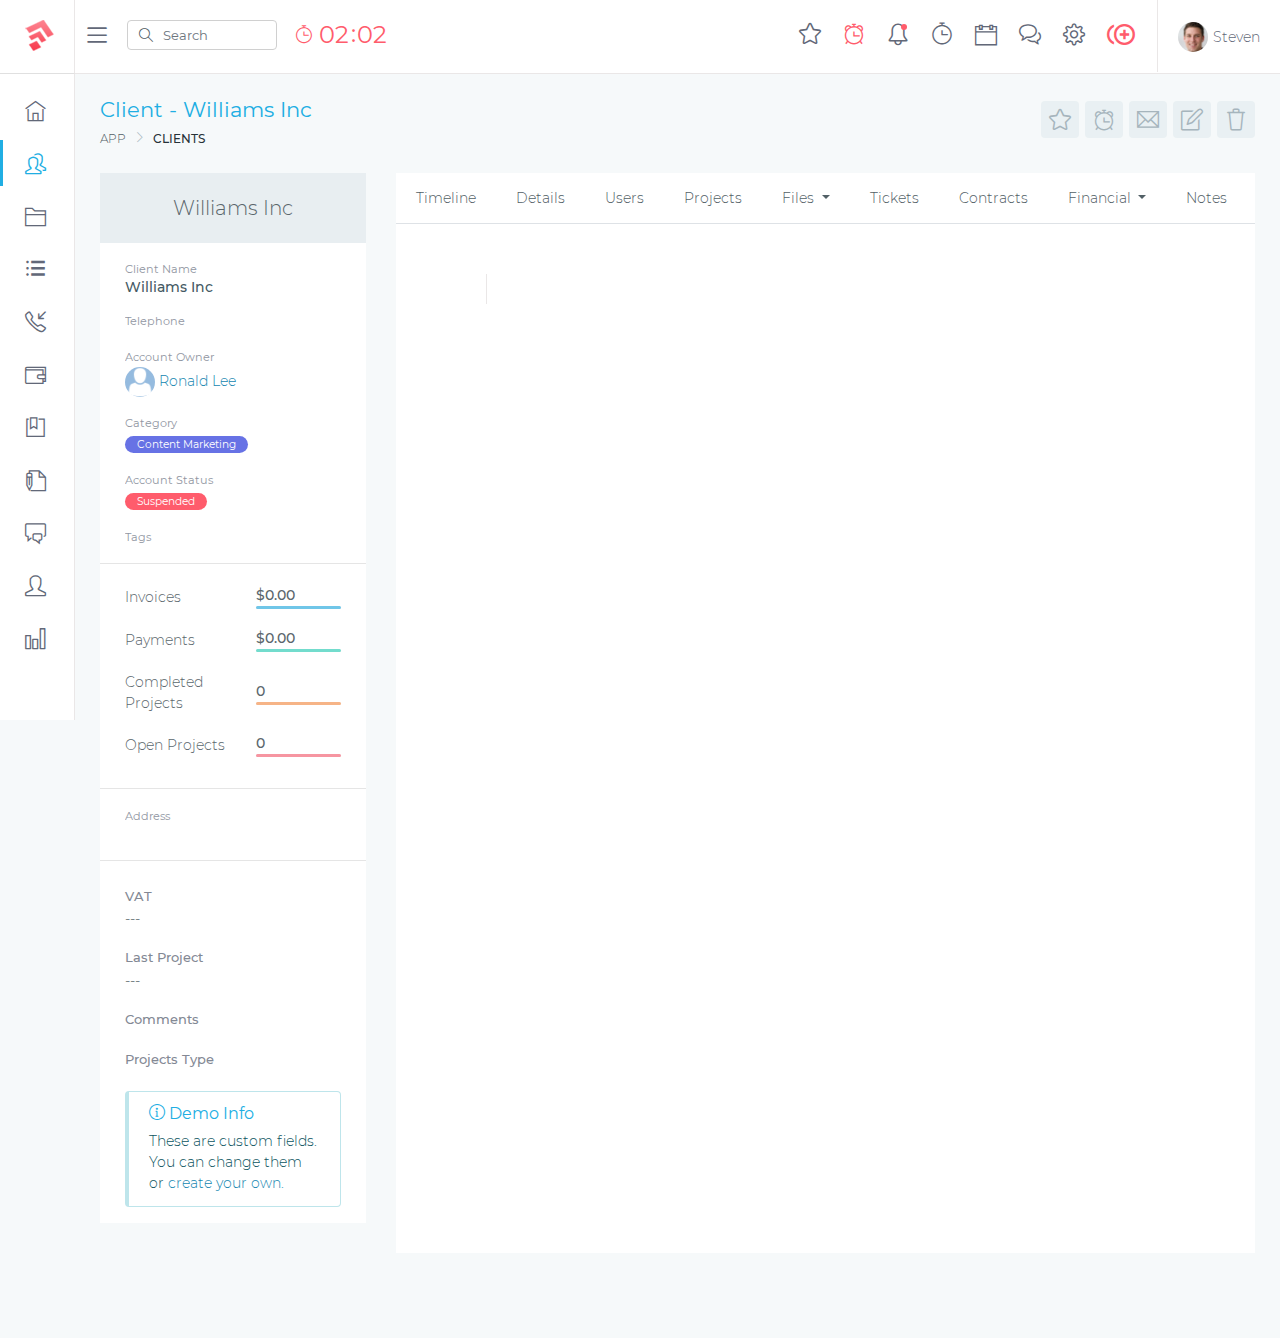 Search
02:02
Steven
Client - Williams Inc
APP
CLIENTS
Williams Inc
Client Name
Williams Inc
Telephone
Account Owner
Ronald Lee
Category
Content Marketing
Account Status
Suspended
Tags
Invoices
$0.00
Payments
$0.00
Completed
Projects
0
Open Projects
0
Address
VAT
---
Last Project
---
Comments
Projects Type
Demo Info
These are custom fields.
You can change them
or create your own.
Timeline
Details
Users
Projects
Files
Tickets
Contracts
Financial
Notes